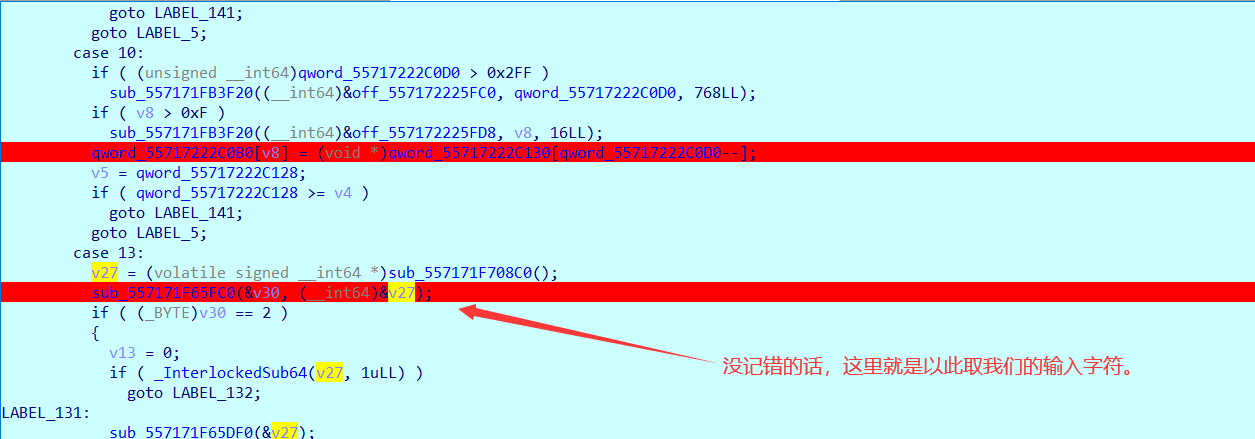 goto LABEL_141;
goto LABEL_5;
case 10:
if ( (unsigned __int64)qword_55717222C0D0 > 0x2FF )
sub_557171FB3F20((__int64)&off_557172225FC0, qword_55717222C0D0, 768LL);
if ( v8 > 0xF )
sub_557171FB3F20((__int64)&off_557172225FD8, v8, 16LL);
qword_55717222C0B0[v8] = (void *)qword_55717222C130[qword_55717222C0D0--];
v5 = qword_55717222C128;
if ( qword_55717222C128 >= v4 )
goto LABEL_141;
goto LABEL_5;
case 13:
v27 = (volatile signed __int64 *)sub_557171F708C0();
sub_557171F65FC0(&v30, (__int64)&v27);
if ( (_BYTE)v30 == 2 )
{
v13 = 0;
没记错的话，这里就是以此取我们的输入字符。
if ( _InterlockedSub64(v27, 1uLL) )
goto LABEL_132;
LABEL_131:
sub_557171F65DF0(&v27);